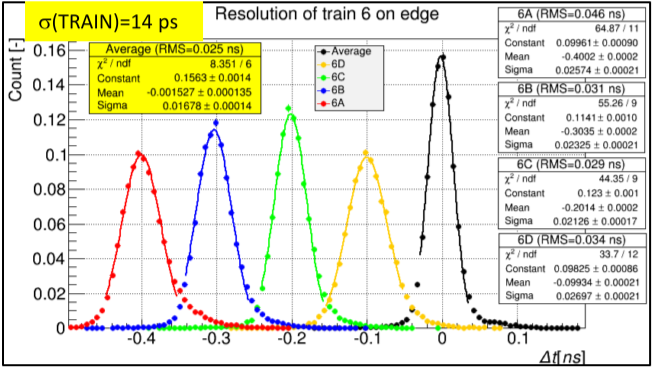 σ(TRAIN)=14 ps
Resolution of train 6 on edge
Count [-]
0.16
0.14
0.12
0.1
0.08
0.06
0.04
0.02
0
-0.4
-0.3
-0.2
-0.1
0
0.1
Δt[ns]
Average (RMS=0.025 ns)
χ² / ndf 8.351 / 6
Constant 0.1563 ± 0.0014
Mean -0.001527 ± 0.000135
Sigma 0.01678 ± 0.00014
Average
6D
6C
6B
6A
6A (RMS=0.046 ns)
χ² / ndf 64.87 / 11
Constant 0.09961 ± 0.00090
Mean -0.4002 ± 0.0002
Sigma 0.02574 ± 0.00021
6B (RMS=0.031 ns)
χ² / ndf 55.26 / 9
Constant 0.1141 ± 0.0010
Mean -0.3035 ± 0.0002
Sigma 0.02325 ± 0.00021
6C (RMS=0.029 ns)
χ² / ndf 44.35 / 9
Constant 0.123 ± 0.001
Mean -0.2014 ± 0.0002
Sigma 0.02126 ± 0.00017
6D (RMS=0.034 ns)
χ² / ndf 33.7 / 12
Constant 0.09825 ± 0.00086
Mean -0.09934 ± 0.00021
Sigma 0.02697 ± 0.00021